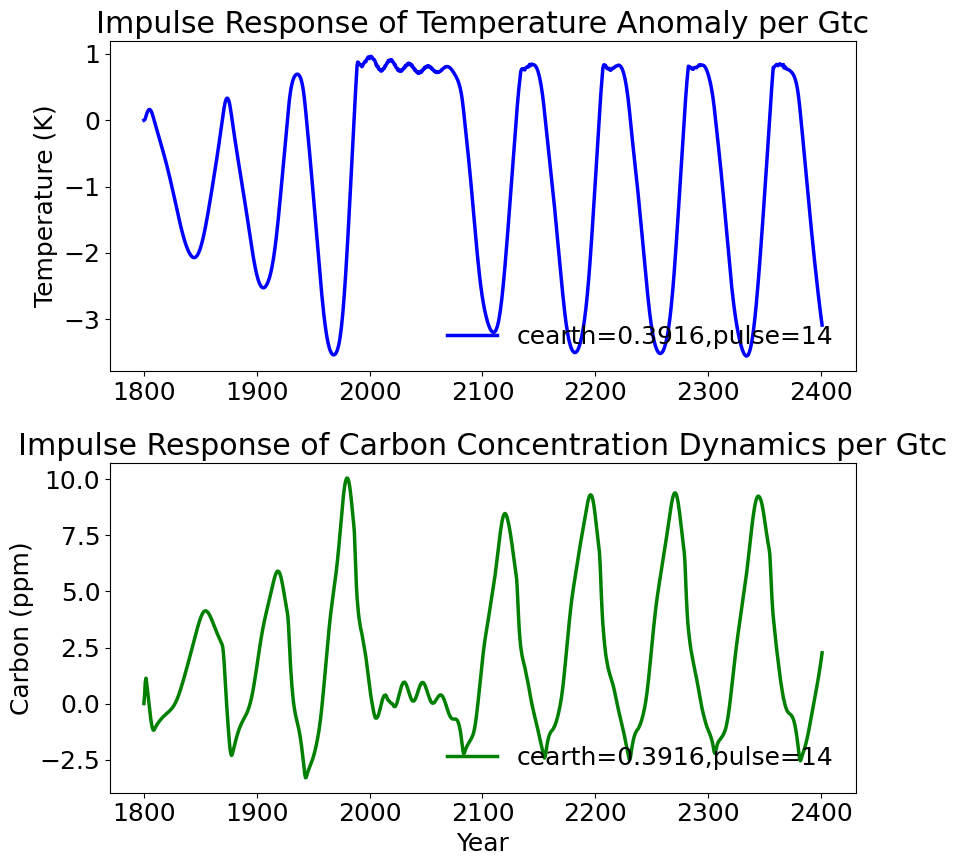 Impulse Response of Temperature Anomaly per Gtc
Temperature (K)
1
0
−1
−2
−3
cearth=0.3916,pulse=14
1800 1900 2000 2100 2200 2300 2400
Impulse Response of Carbon Concentration Dynamics per Gtc
Carbon (ppm)
10.0
7.5
5.0
2.5
0.0
−2.5
cearth=0.3916,pulse=14
1800 1900 2000 2100 2200 2300 2400
Year